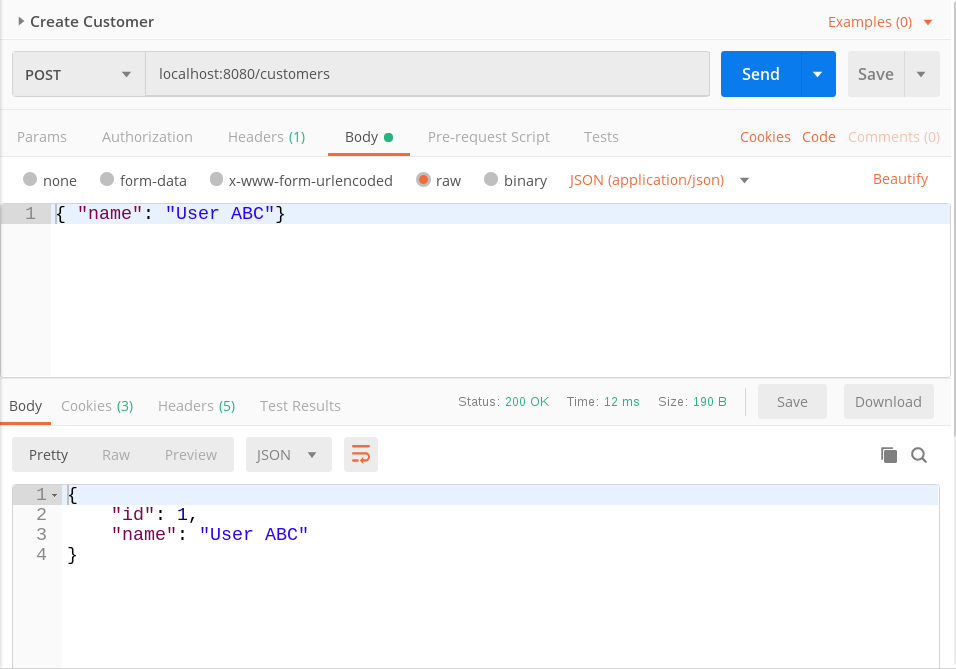 Create Customer Examples (0)
POST localhost:8080/customers Send Save
Params Authorization Headers (1) Body Pre-request Script Tests Cookies Code Comments (0)
none form-data x-www-form-urlencoded raw binary JSON (application/json) Beautify
1 { "name": "User ABC"}
Body Cookies (3) Headers (5) Test Results Status: 200 OK Time: 12 ms Size: 190 B Save Download
Pretty Raw Preview JSON
1 {
2 "id": 1,
3 "name": "User ABC"
4 }